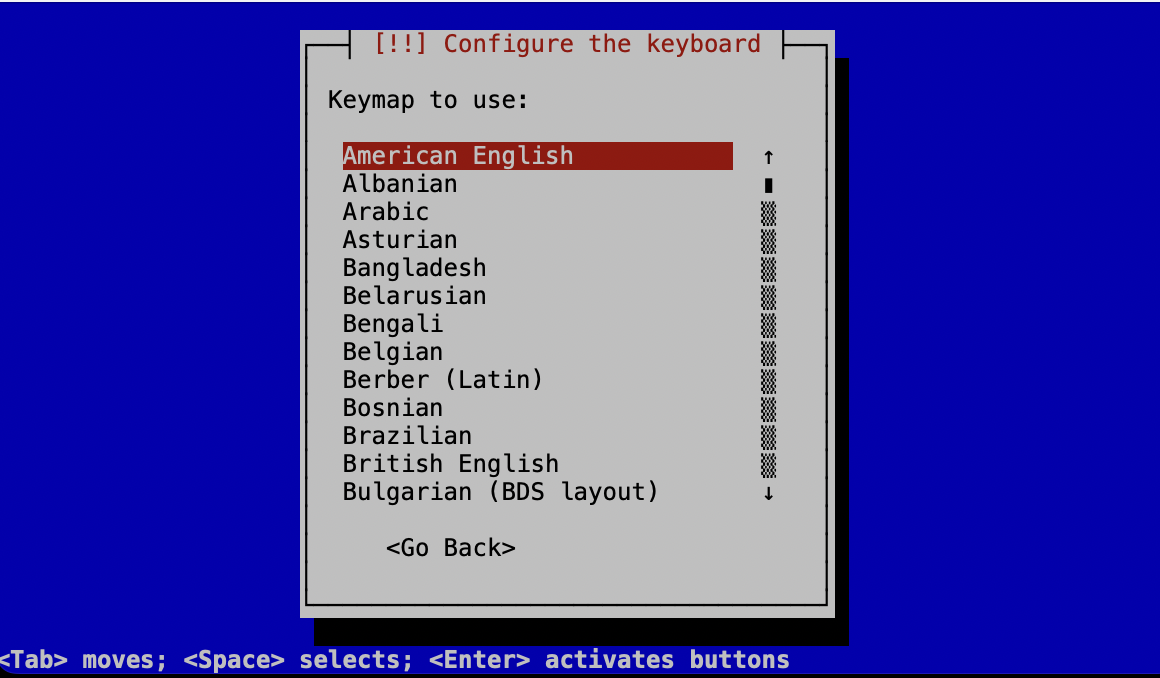 [!!] Configure the keyboard
Keymap to use:
American English
Albanian
Arabic
Asturian
Bangladesh
Belarusian
Bengali
Belgian
Berber (Latin)
Bosnian
Brazilian
British English
Bulgarian (BDS layout)
<Go Back>
<Tab> moves; <Space> selects; <Enter> activates buttons